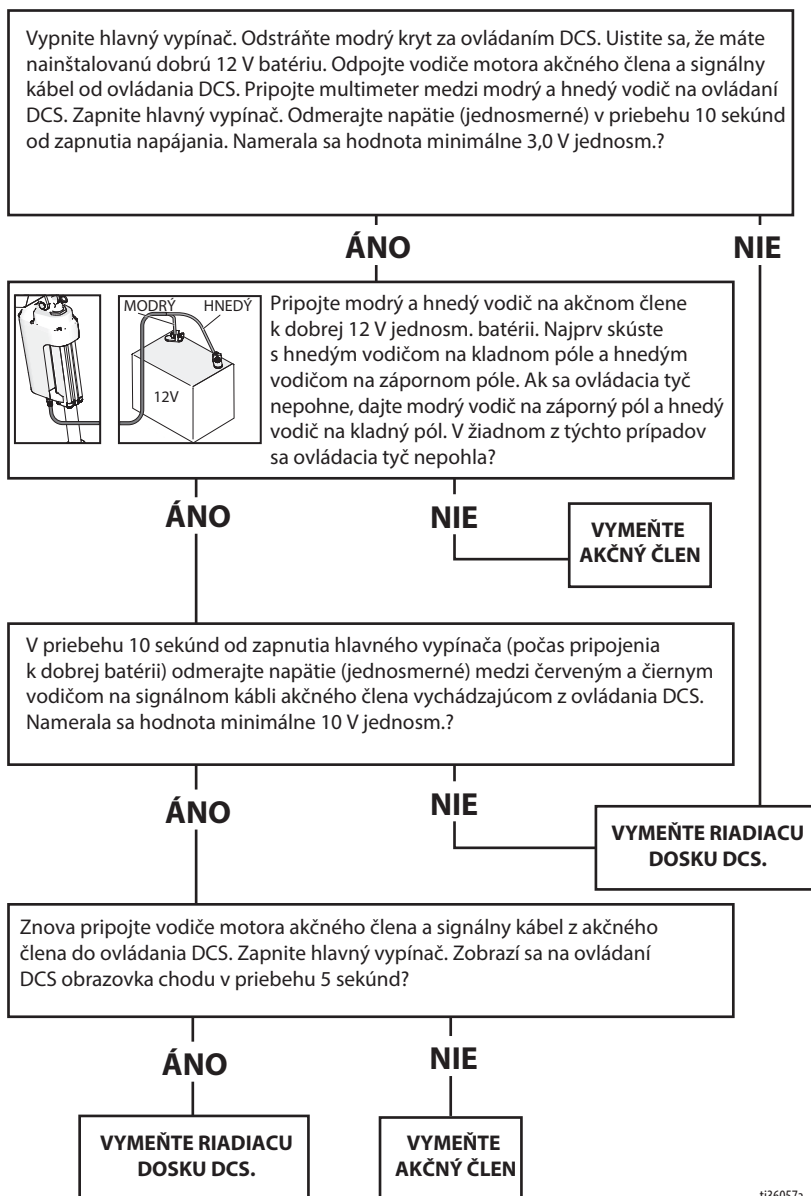 Vypnite hlavný vypínač. Odstráňte modrý kryt za ovládaním DCS. Uistite sa, že máte
nainštalovanú dobrú 12 V batériu. Odpojte vodiče motora akčného člena a signálny
kábel od ovládania DCS. Pripojte multimeter medzi modrý a hnedý vodič na ovládaní
DCS. Zapnite hlavný vypínač. Odmerajte napätie (jednosmerné) v priebehu 10 sekúnd
od zapnutia napájania. Namerala sa hodnota minimálne 3,0 V jednosm.?
ÁNO
NIE
MODRÝ
HNEDÝ
12V
Pripojte modrý a hnedý vodič na akčnom člene
k dobrej 12 V jednosm. batérii. Najprv skúste
s hnedým vodičom na kladnom póle a hnedým
vodičom na zápornom póle. Ak sa ovládacia tyč
nepohne, dajte modrý vodič na záporný pól a hnedý
vodič na kladný pól. V žiadnom z týchto prípadov
sa ovládacia tyč nepohla?
ÁNO
NIE
VYMEŇTE
AKČNÝ ČLEN
V priebehu 10 sekúnd od zapnutia hlavného vypínača (počas pripojenia
k dobrej batérii) odmerajte napätie (jednosmerné) medzi červeným a čiernym
vodičom na signálnom kábli akčného člena vychádzajúcom z ovládania DCS.
Namerala sa hodnota minimálne 10 V jednosm.?
ÁNO
NIE
VYMEŇTE RIADIACU
DOSKU DCS.
Znova pripojte vodiče motora akčného člena a signálny kábel z akčného
člena do ovládania DCS. Zapnite hlavný vypínač. Zobrazí sa na ovládaní
DCS obrazovka chodu v priebehu 5 sekúnd?
ÁNO
NIE
VYMEŇTE RIADIACU
DOSKU DCS.
VYMEŇTE
AKČNÝ ČLEN
ti36057a